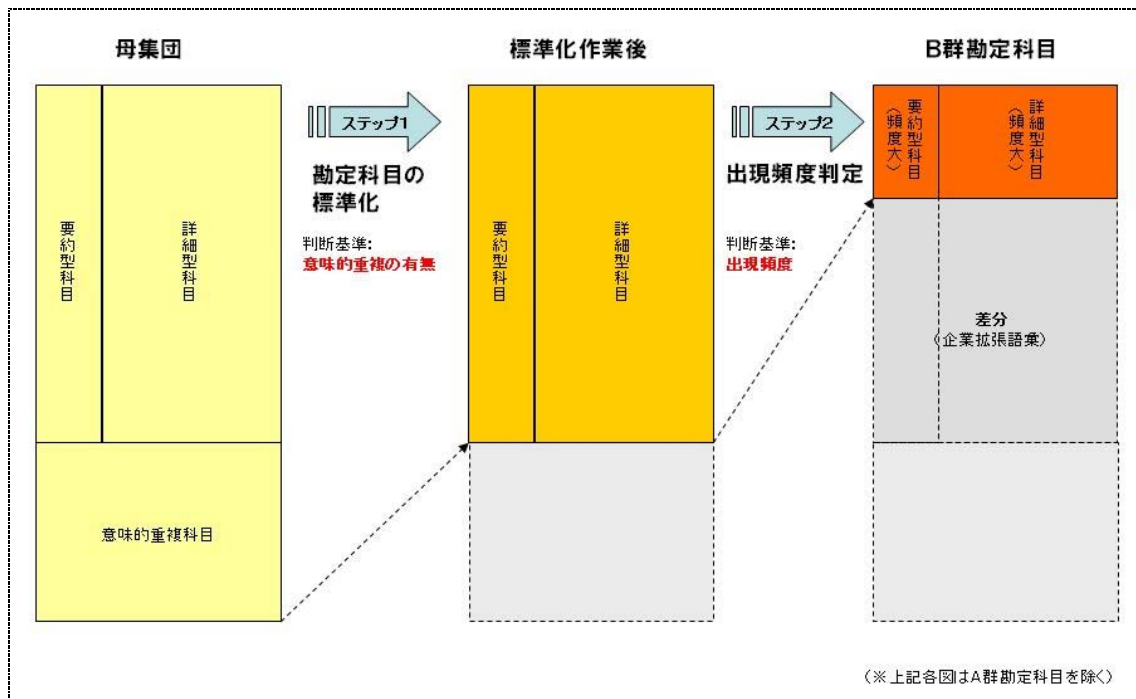 母集団
標準化作業後
B群勘定科目
ステップ1
勘定科目の
標準化
判断基準:
意味的重複の有無
要約型科目
詳細型科目
意味的重複科目
ステップ2
出現頻度判定
判断基準:
出現頻度
要約型科目
詳細型科目
要約型科目
（頻度大）
詳細型科目
（頻度大）
差分
（企業拡張語彙）
（※上記各図はA群勘定科目を除く）